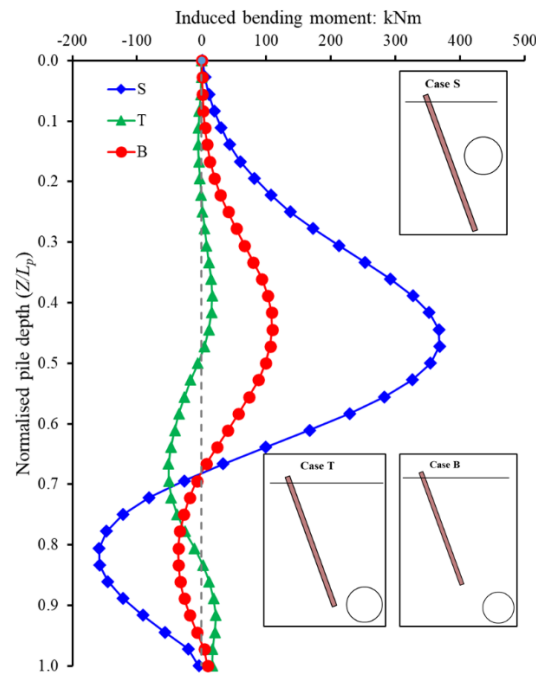 Induced bending moment: kNm
-200 -100 0 100 200 300 400 500
0.0
0.1
0.2
0.3
0.4
0.5
0.6
0.7
0.8
0.9
1.0
Normalised pile depth (Z/Lp)
S
T
B
Case S
Case T
Case B